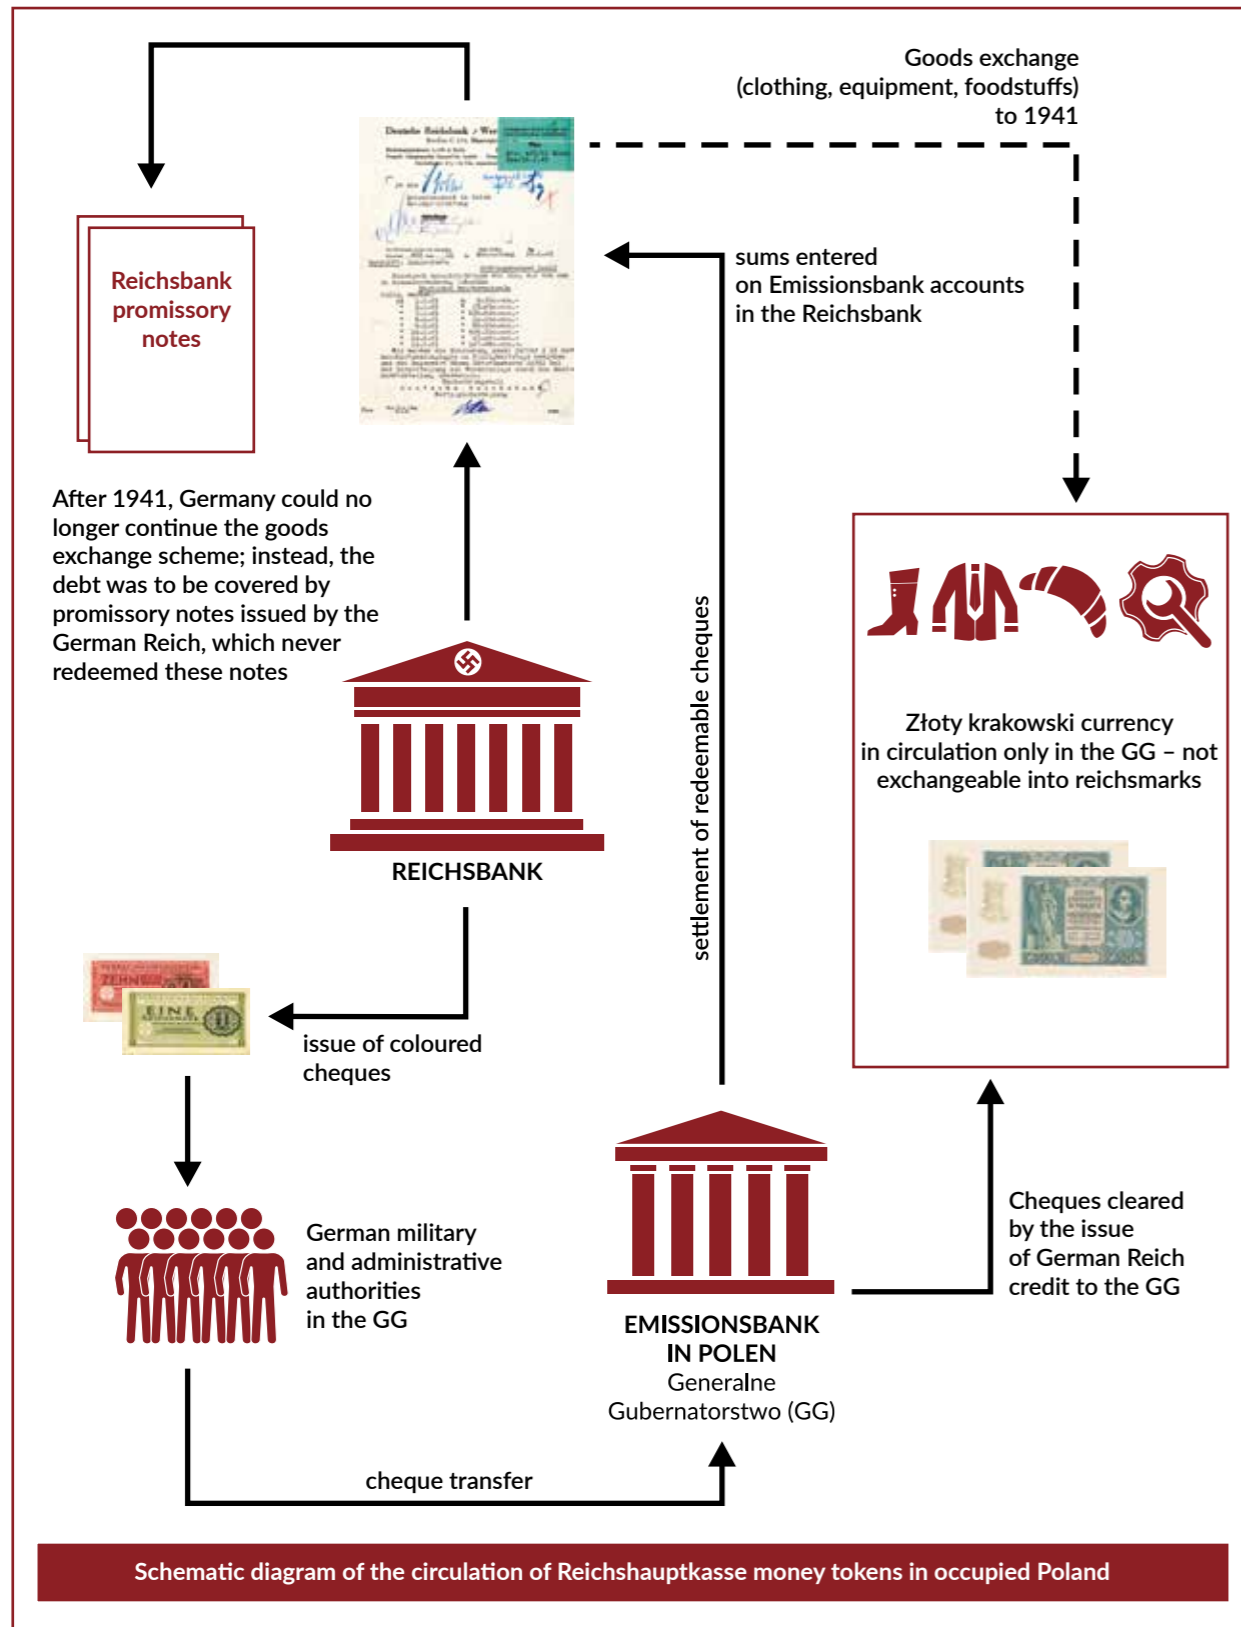 Goods exchange
(clothing, equipment, foodstuffs)
to 1941
Deutsche Reichsbank
Reichsbank
promissory
notes
sums entered
on Emissionsbank accounts
in the Reichsbank
After 1941, Germany could no
longer continue the goods
exchange scheme; instead, the
debt was to be covered by
promissory notes issued by the
German Reich, which never
redeemed these notes
settlement of redeemable cheques
Złoty krakowski currency
in circulation only in the GG – not
exchangeable into reichsmarks
REICHSBANK
ZEHN
EINE
issue of coloured
cheques
German military
and administrative
authorities
in the GG
Cheques cleared
by the issue
of German Reich
credit to the GG
EMISSIONSBANK
IN POLEN
Generalne
Gubernatorstwo (GG)
cheque transfer
Schematic diagram of the circulation of Reichshauptkasse money tokens in occupied Poland